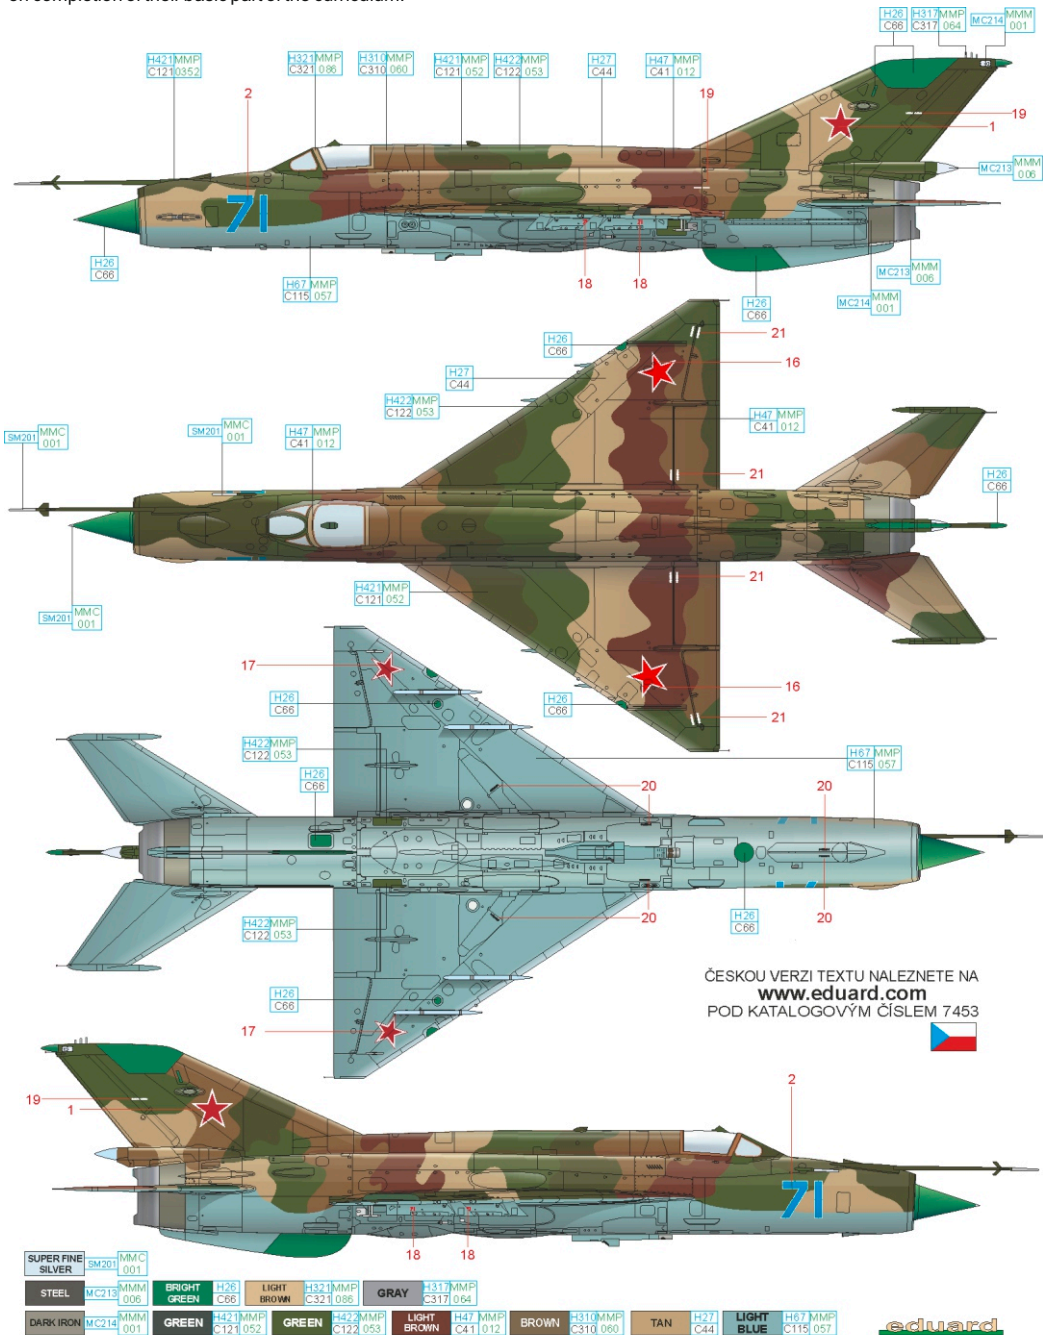 on completion of their basic part of the curriculum.
H421 MMP
C121 0352
H321 MMP
C321 086
H310 MMP
C310 060
H421 MMP
C121 052
H422 MMP
C122 053
H27
C44
H47 MMP
C41 012
H26
C66
H317 MMP
C317 064
MC214 MMM
001
2
19
1
19
71
MC213 MMM
006
H26
C66
H67 MMP
C115 057
18
18
H26
C66
MC214 MMM
001
MC213 MMM
006
H26
C66
21
16
H27
C44
H422 MMP
C122 053
H47 MMP
C41 012
SM201 MMC
001
SM201 MMC
001
H47 MMP
C41 012
21
H26
C66
SM201 MMC
001
H421 MMP
C121 052
21
17
H26
C66
H26
C66
16
21
H422 MMP
C122 053
H26
C66
H67 MMP
C115 057
20
20
H422 MMP
C122 053
20
H26
C66
20
H26
C66
17
ČESKOU VERZI TEXTU NALEZNETE NA
www.eduard.com
POD KATALOGOVÝM ČÍSLEM 7453
19
1
2
71
18
18
SUPER FINE SILVER SM201 MMC 001
STEEL MC213 MMM 006
BRIGHT GREEN H26 C66
LIGHT BROWN H321 C321 MMP 086
GRAY H317 C317 MMP 064
DARK IRON MC214 MMM 001
GREEN H421 C121 MMP 052
GREEN H422 C122 MMP 053
LIGHT BROWN H47 C41 MMP 012
BROWN H310 C310 MMP 060
TAN H27 C44
LIGHT BLUE H67 C115 MMP 057
eduard